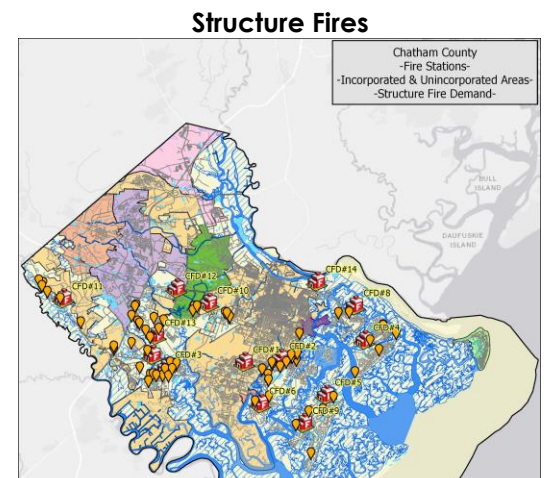 Structure Fires
Chatham County
-Fire Stations-
-Incorporated & Unincorporated Areas-
-Structure Fire Demand-
BULL
ISLAND
DAUFUSKIE
ISLAND
CFD#14
CFD#12
CFD#11
CFD#10
CFD#8
CFD#13
CFD#4
CFD#2
CFD#1
CFD#3
CFD#5
CFD#6
CFD#9